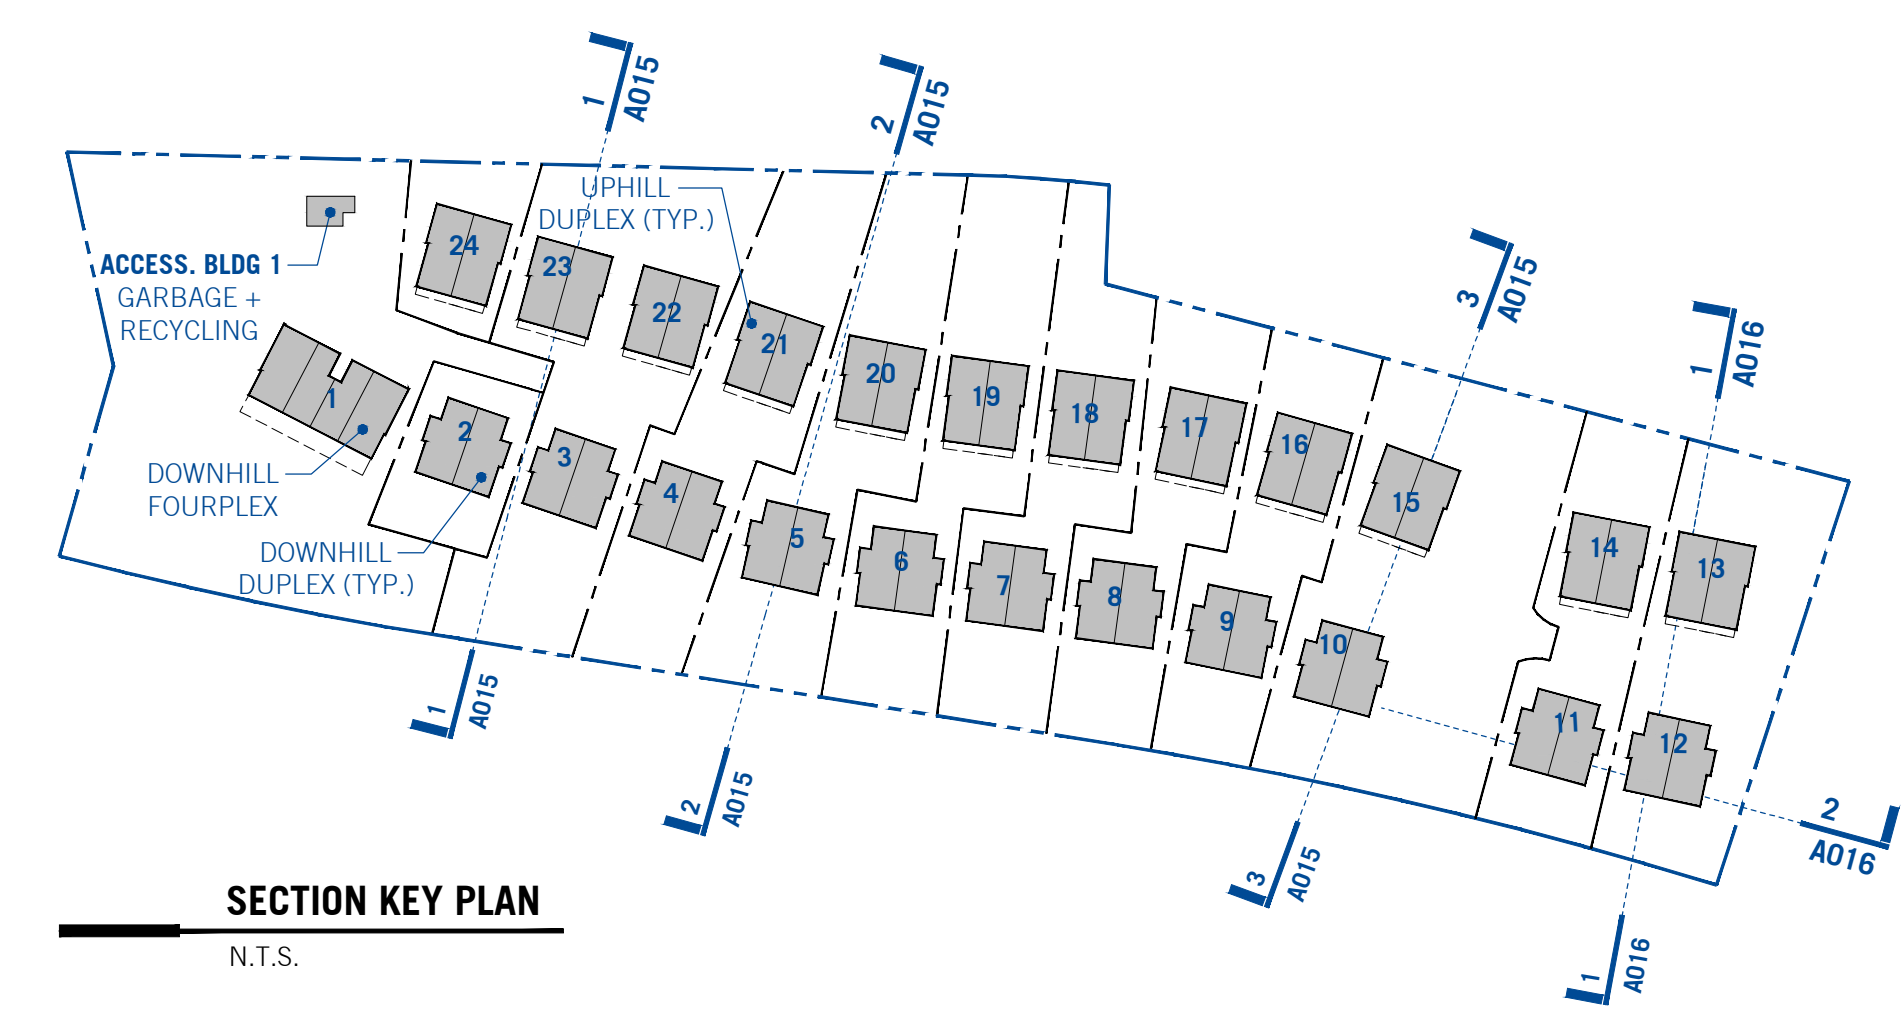 1
A015
2
A015
3
A015
1
A016
UPHILL
DUPLEX (TYP.)
ACCESS. BLDG 1
GARBAGE +
RECYCLING
24
23
22
21
20
19
18
17
16
15
14
13
1
2
3
4
5
6
7
8
9
10
11
12
DOWNHILL
FOURPLEX
DOWNHILL
DUPLEX (TYP.)
1
A015
2
A015
3
A015
1
A016
2
A016
SECTION KEY PLAN
N.T.S.